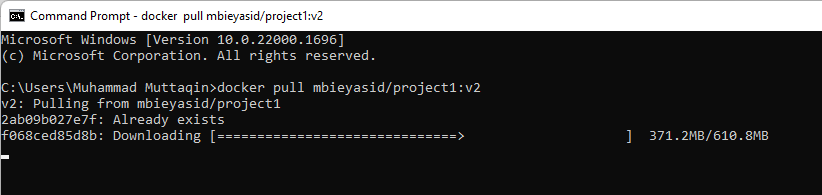 Command Prompt - docker pull mbieyasid/project1:v2
Microsoft Windows [Version 10.0.22000.1696]
(c) Microsoft Corporation. All rights reserved.
C:\Users\Muhammad Muttaqin>docker pull mbieyasid/project1:v2
v2: Pulling from mbieyasid/project1
2ab09b027e7f: Already exists
f068ced85d8b: Downloading [==============================>                    ]  371.2MB/610.8MB